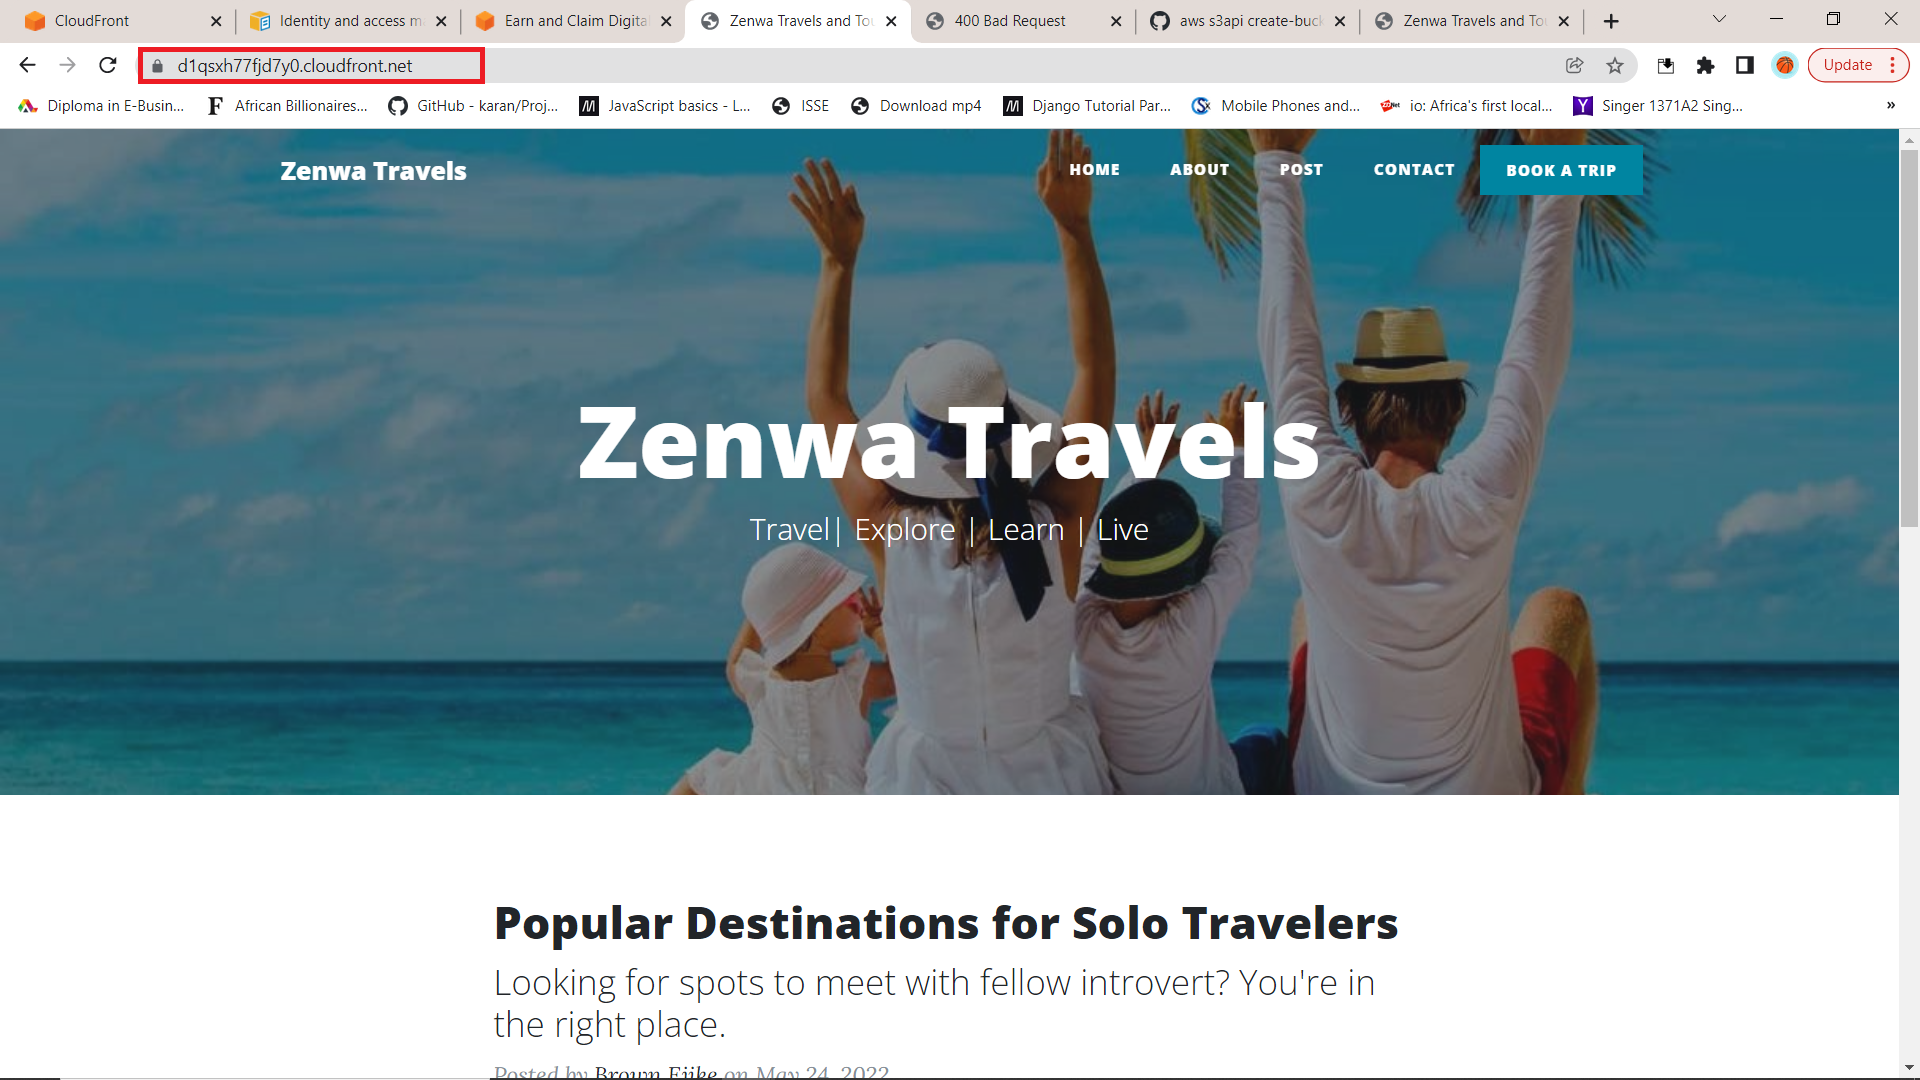 CloudFront
Identity and access m
Earn and Claim Digita
Zenwa Travels and Tou
400 Bad Request
aws s3api create-buck
Zenwa Travels and Tou
d1qsxh77fjd7y0.cloudfront.net
Update
Diploma in E-Busin...
African Billionaires...
GitHub - karan/Proj...
JavaScript basics - L...
ISSE
Download mp4
Django Tutorial Par...
Mobile Phones and...
io: Africa's first local...
Singer 1371A2 Sing...
»
Zenwa Travels
HOME
ABOUT
POST
CONTACT
BOOK A TRIP
Zenwa Travels
Travel| Explore | Learn | Live
Popular Destinations for Solo Travelers
Looking for spots to meet with fellow introvert? You're in
the right place.
Posted by Brown Ejike on May 24, 2022